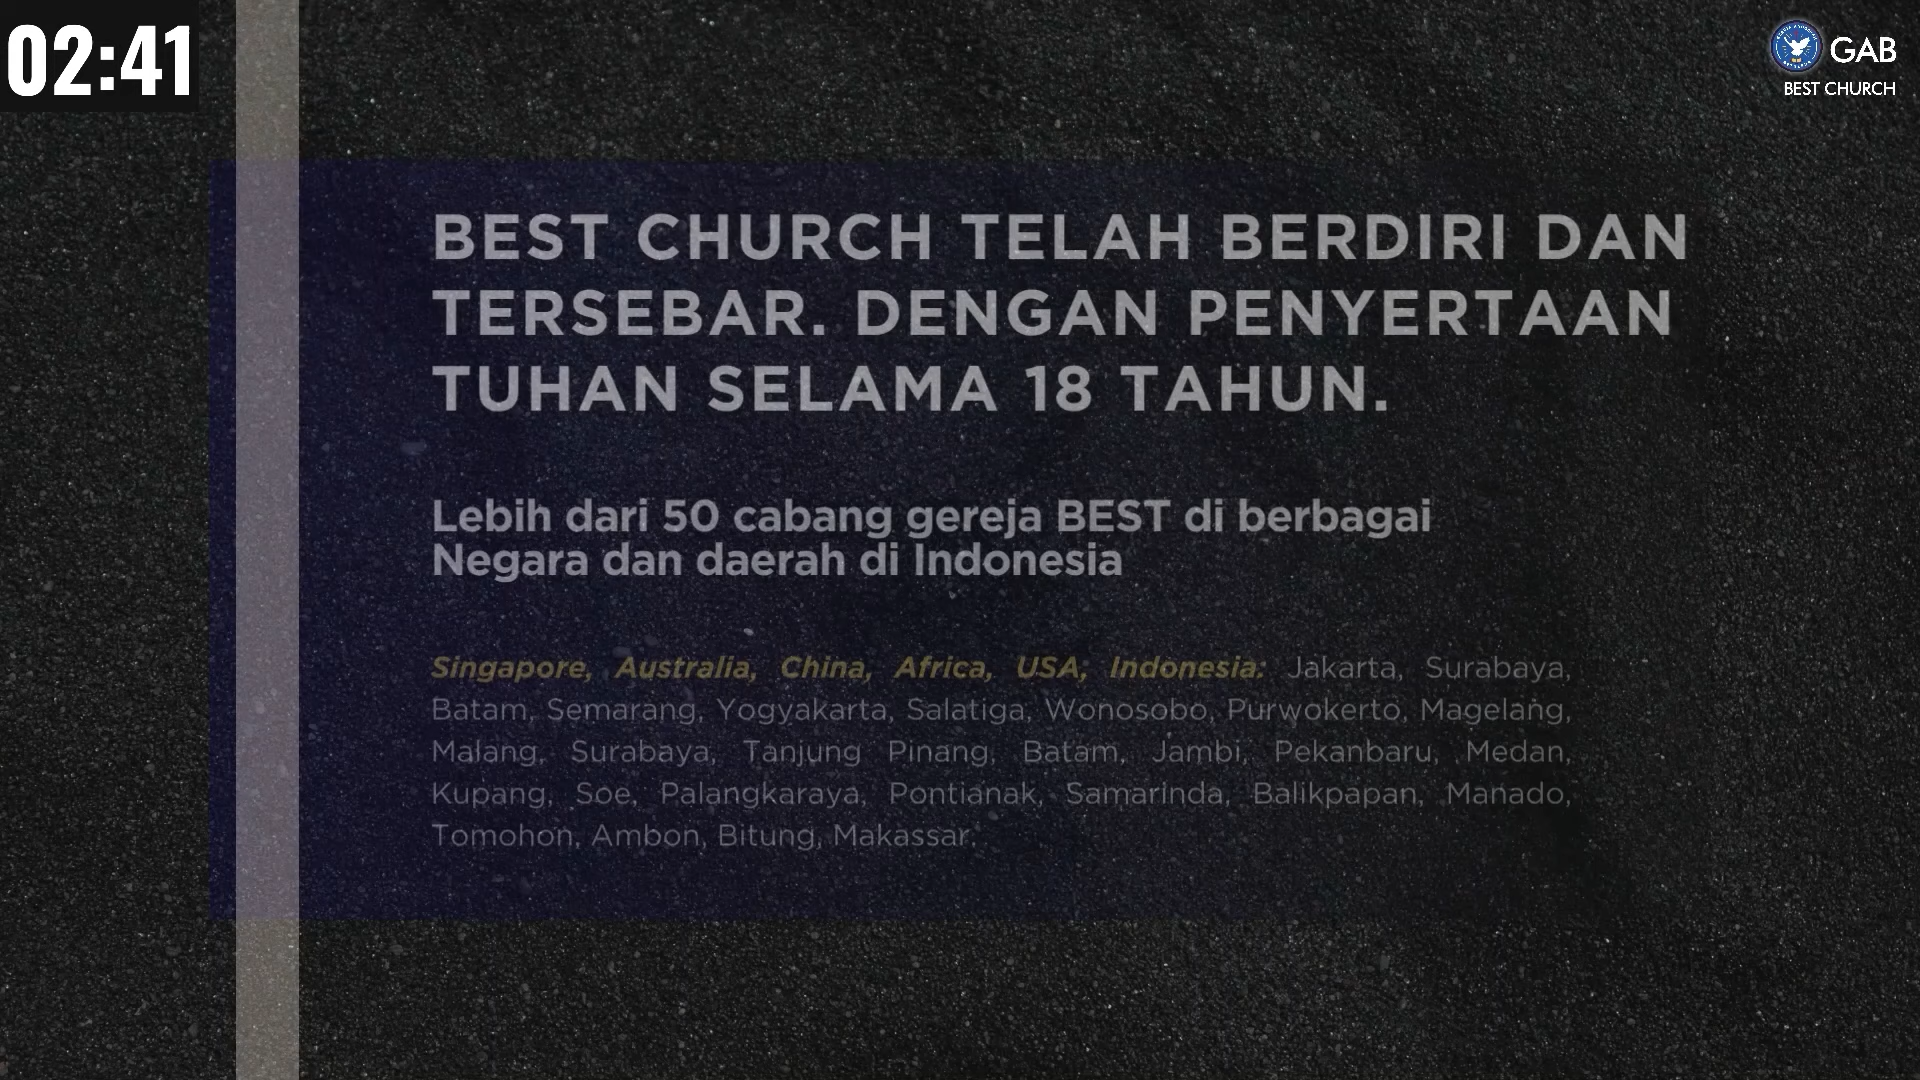 02:41
GAB
BEST CHURCH
BEST CHURCH TELAH BERDIRI DAN
TERSEBAR. DENGAN PENYERTAAN
TUHAN SELAMA 18 TAHUN.
Lebih dari 50 cabang gereja BEST di berbagai
Negara dan daerah di Indonesia
Singapore, Australia, China, Africa, USA, Indonesia: Jakarta, Surabaya,
Batam, Semarang, Yogyakarta, Salatiga, Wonosobo, Purwokerto, Magelang,
Malang, Surabaya, Tanjung Pinang, Batam, Jambi, Pekanbaru, Medan,
Kupang, Soe, Palangkaraya, Pontianak, Samarinda, Balikpapan, Manado,
Tomohon, Ambon, Bitung, Makassar.